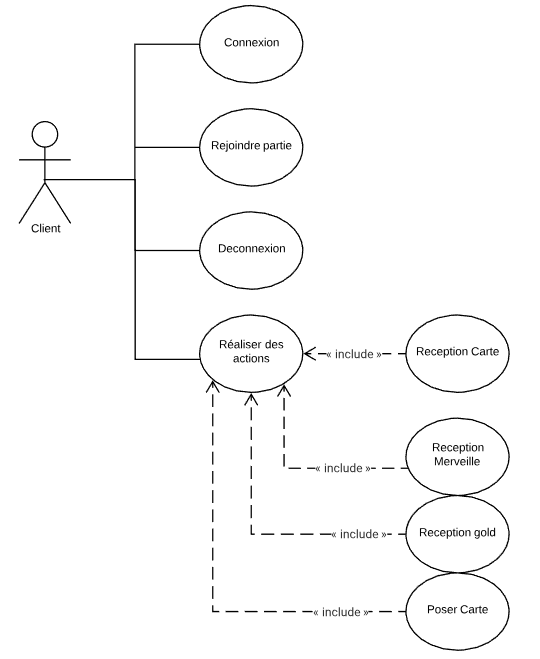 Connexion
Rejoindre partie
Client
Deconnexion
Réaliser des
actions
« include »
Reception Carte
Reception
Merveille
« include »
« include »
Reception gold
« include »
Poser Carte